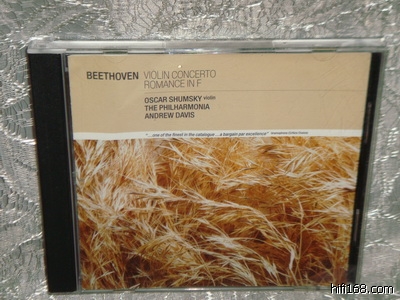 BEETHOVEN VIOLIN CONCERTO
ROMANCE IN F
OSCAR SHUMSKY violin
THE PHILHARMONIA
ANDREW DAVIS
"... one of the finest in the catalogue ... a bargain par excellence"
hifi168.com